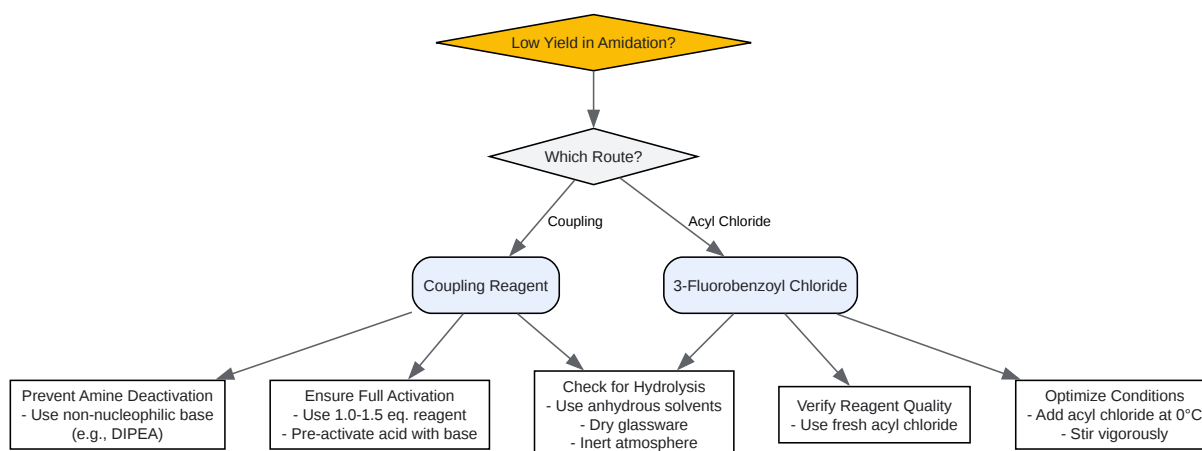 Low Yield in Amidation?
Which Route?
Coupling
Acyl Chloride
Coupling Reagent
3-Fluorobenzoyl Chloride
Prevent Amine Deactivation
- Use non-nucleophilic base
(e.g., DIPEA)
Ensure Full Activation
- Use 1.0-1.5 eq. reagent
- Pre-activate acid with base
Check for Hydrolysis
- Use anhydrous solvents
- Dry glassware
- Inert atmosphere
Verify Reagent Quality
- Use fresh acyl chloride
Optimize Conditions
- Add acyl chloride at 0°C
- Stir vigorously